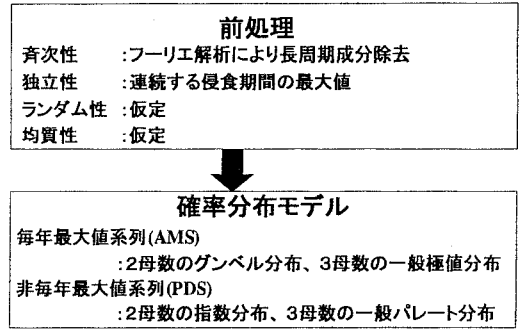 前処理
斉次性 :フーリエ解析により長周期成分除去
独立性 :連続する侵食期間の最大値
ランダム性 :仮定
均質性 :仮定
確率分布モデル
毎年最大値系列(AMS)
:2母数のグンベル分布、3母数の一般極値分布
非毎年最大値系列(PDS)
:2母数の指数分布、3母数の一般パレート分布